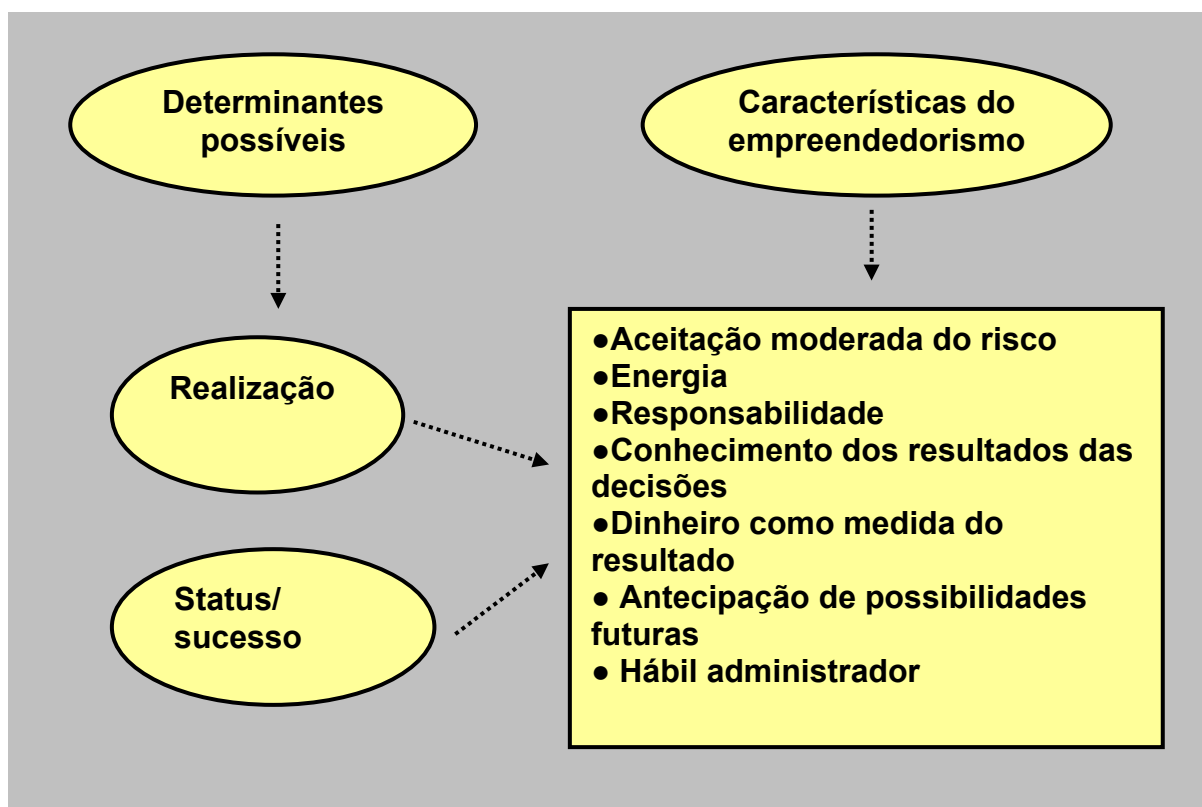 Determinantes
possíveis
Características do
empreendedorismo
Realização
Status/
sucesso
●Aceitação moderada do risco
●Energia
●Responsabilidade
●Conhecimento dos resultados das
decisões
●Dinheiro como medida do
resultado
● Antecipação de possibilidades
futuras
● Hábil administrador